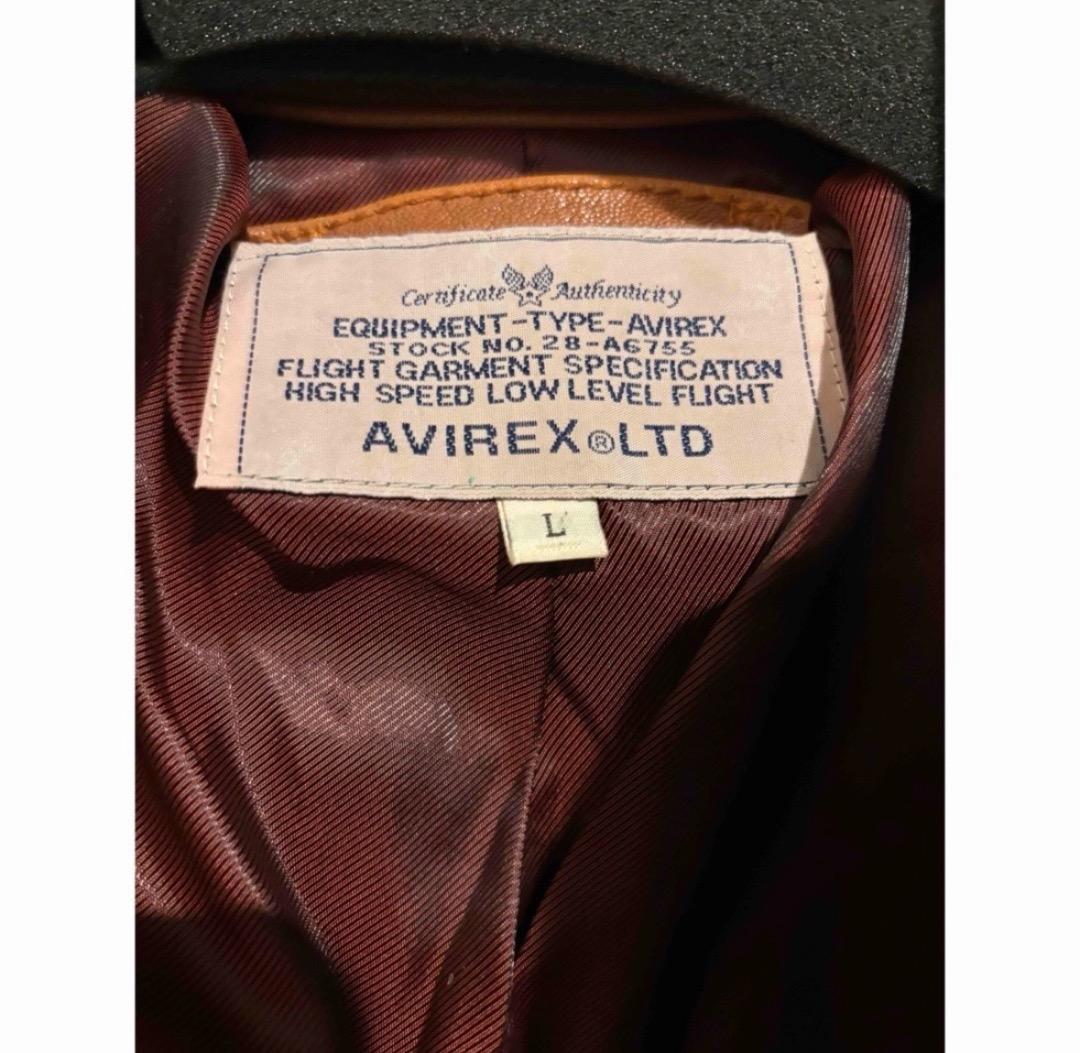 Certificate Authenticity
EQUIPMENT-TYPE-AVIREX
STOCK NO. 28-A6755
FLIGHT GARMENT SPECIFICATION
HIGH SPEED LOW LEVEL FLIGHT
AVIREX®LTD
L